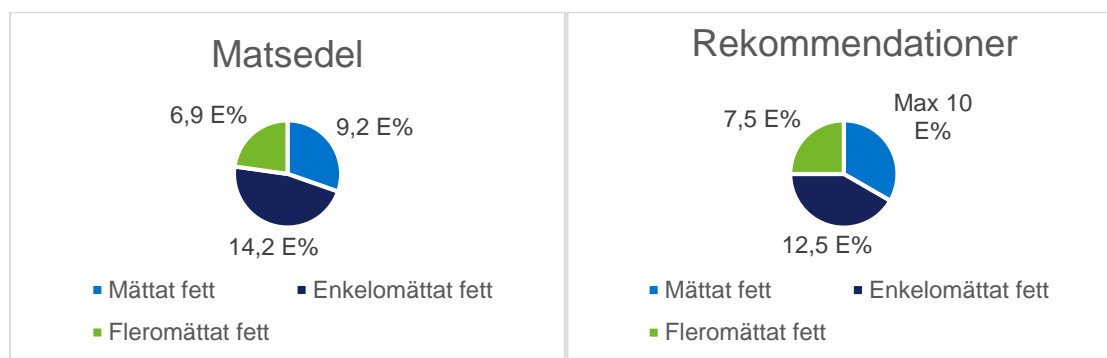 Matsedel
6,9 E%
9,2 E%
14,2 E%
Mättat fett
Enkelomättat fett
Fleromättat fett
Rekommendationer
7,5 E%
Max 10
E%
12,5 E%
Mättat fett
Enkelomättat fett
Fleromättat fett